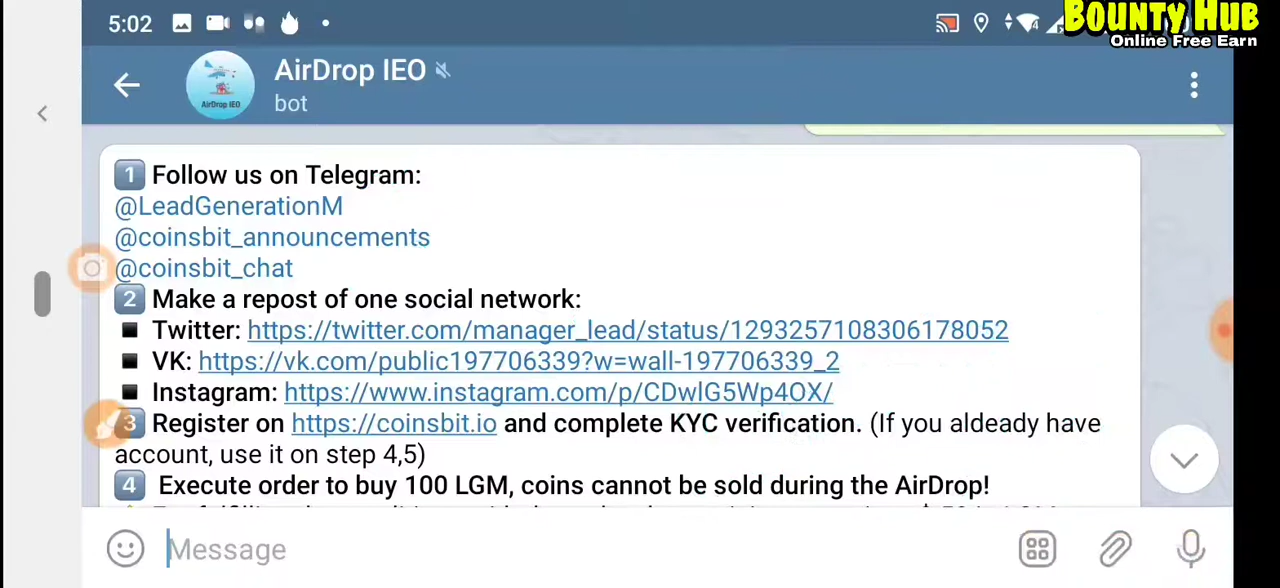 BOUNTY HUB
Online Free Earn
5:02
AirDrop IEO
bot
AirDrop IEO
1 Follow us on Telegram:
@LeadGenerationM
@coinsbit_announcements
@coinsbit_chat
2 Make a repost of one social network:
Twitter: https://twitter.com/manager_lead/status/1293257108306178052
VK: https://vk.com/public197706339?w=wall-197706339_2
Instagram: https://www.instagram.com/p/CDwlG5Wp4OX/
3 Register on https://coinsbit.io and complete KYC verification. (If you aldeady have
account, use it on step 4,5)
4 Execute order to buy 100 LGM, coins cannot be sold during the AirDrop!
Message